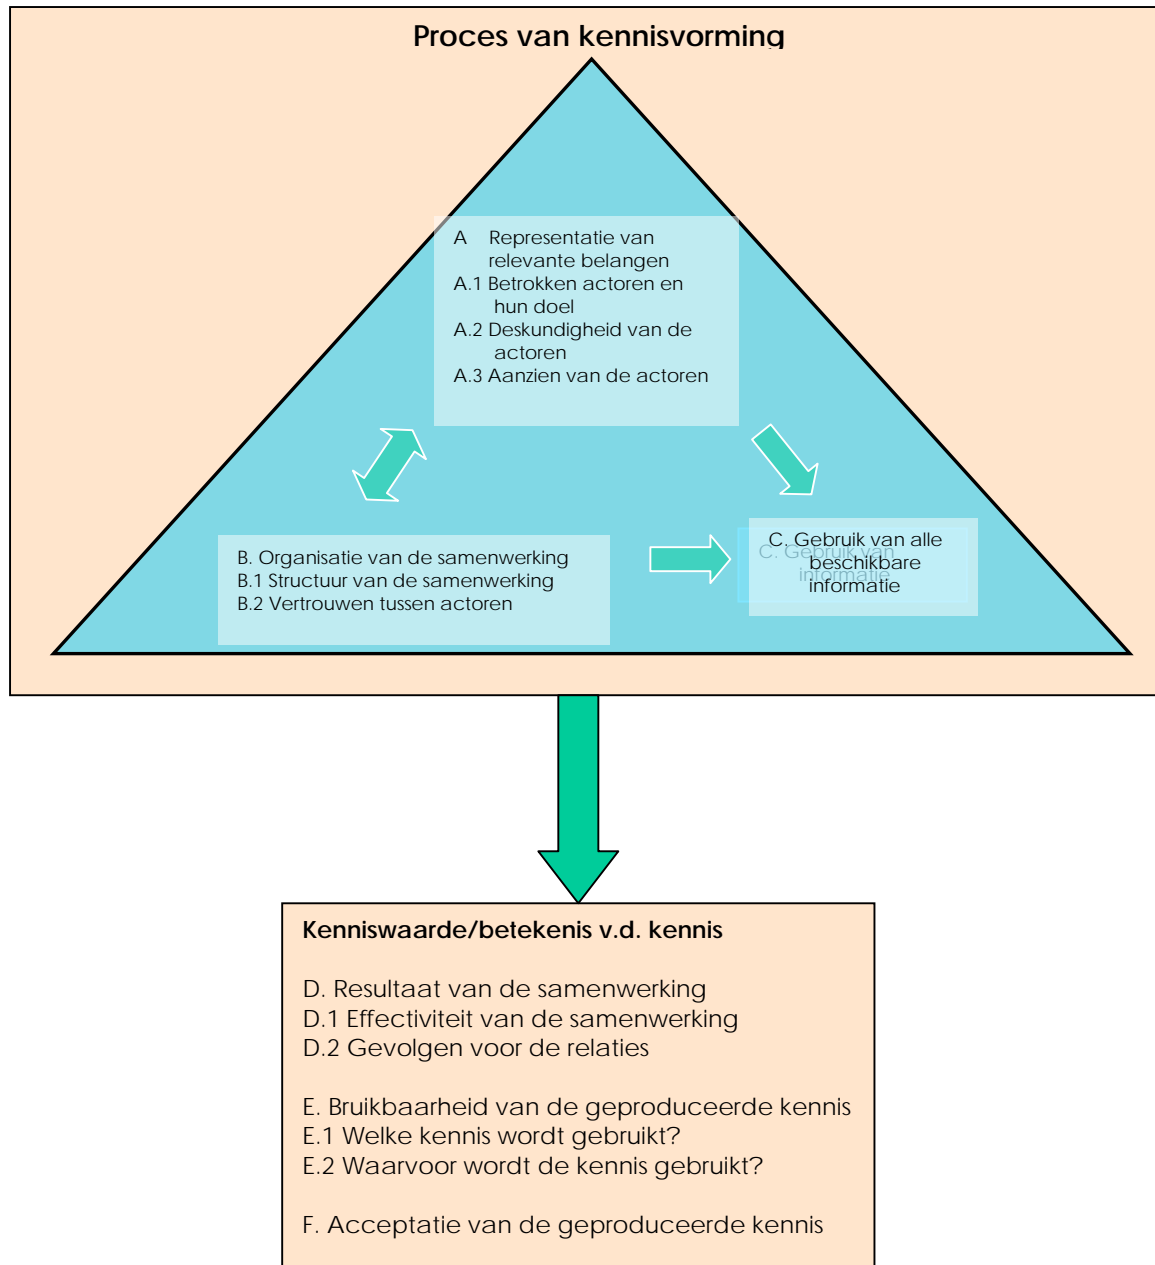 Proces van kennisvorming
A Representatie van
relevante belangen
A.1 Betrokken actoren en
hun doel
A.2 Deskundigheid van de
actoren
A.3 Aanzien van de actoren
B. Organisatie van de samenwerking
B.1 Structuur van de samenwerking
B.2 Vertrouwen tussen actoren
C. Gebruik van alle
beschikbare
informatie
C. Gebruik van
informatie
Kenniswaarde/betekenis v.d. kennis
D. Resultaat van de samenwerking
D.1 Effectiviteit van de samenwerking
D.2 Gevolgen voor de relaties
E. Bruikbaarheid van de geproduceerde kennis
E.1 Welke kennis wordt gebruikt?
E.2 Waarvoor wordt de kennis gebruikt?
F. Acceptatie van de geproduceerde kennis